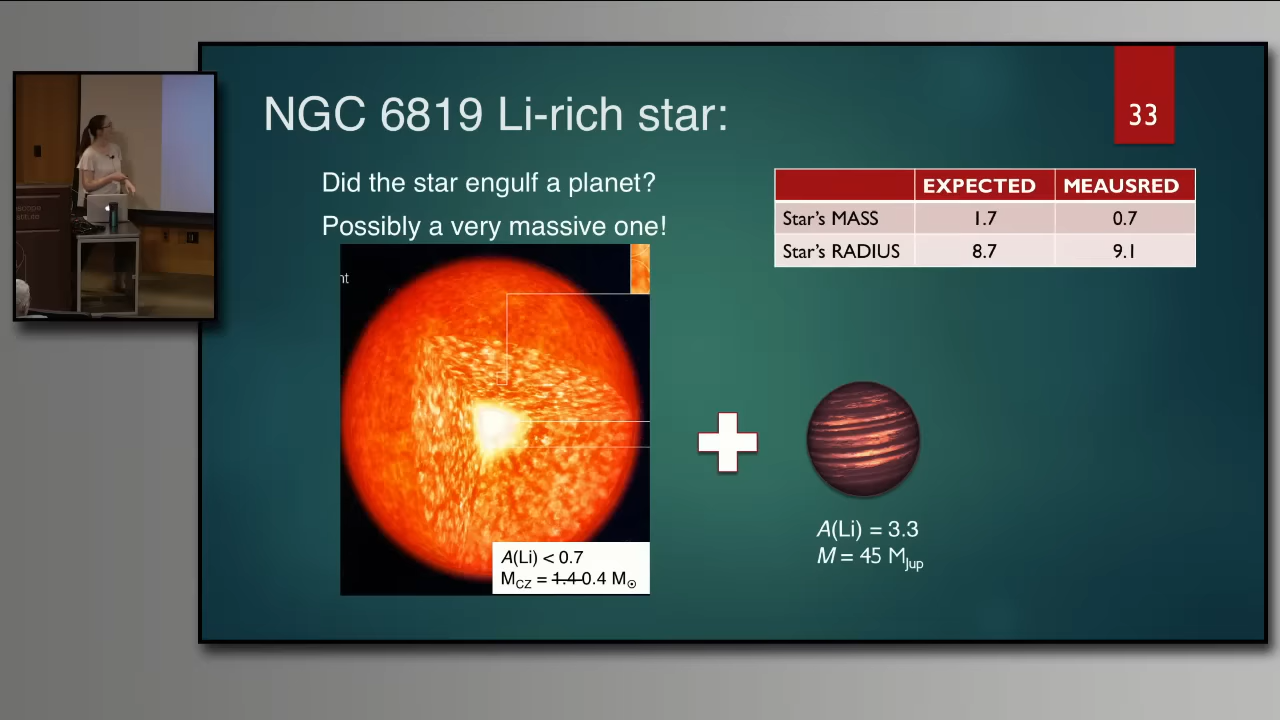 NGC 6819 Li-rich star:
33
Did the star engulf a planet?
Possibly a very massive one!
EXPECTED MEAUSRED
Star's MASS 1.7 0.7
Star's RADIUS 8.7 9.1
nt
A(Li) < 0.7
M_CZ = 1.4 0.4 M☉
A(Li) = 3.3
M = 45 M_Jup